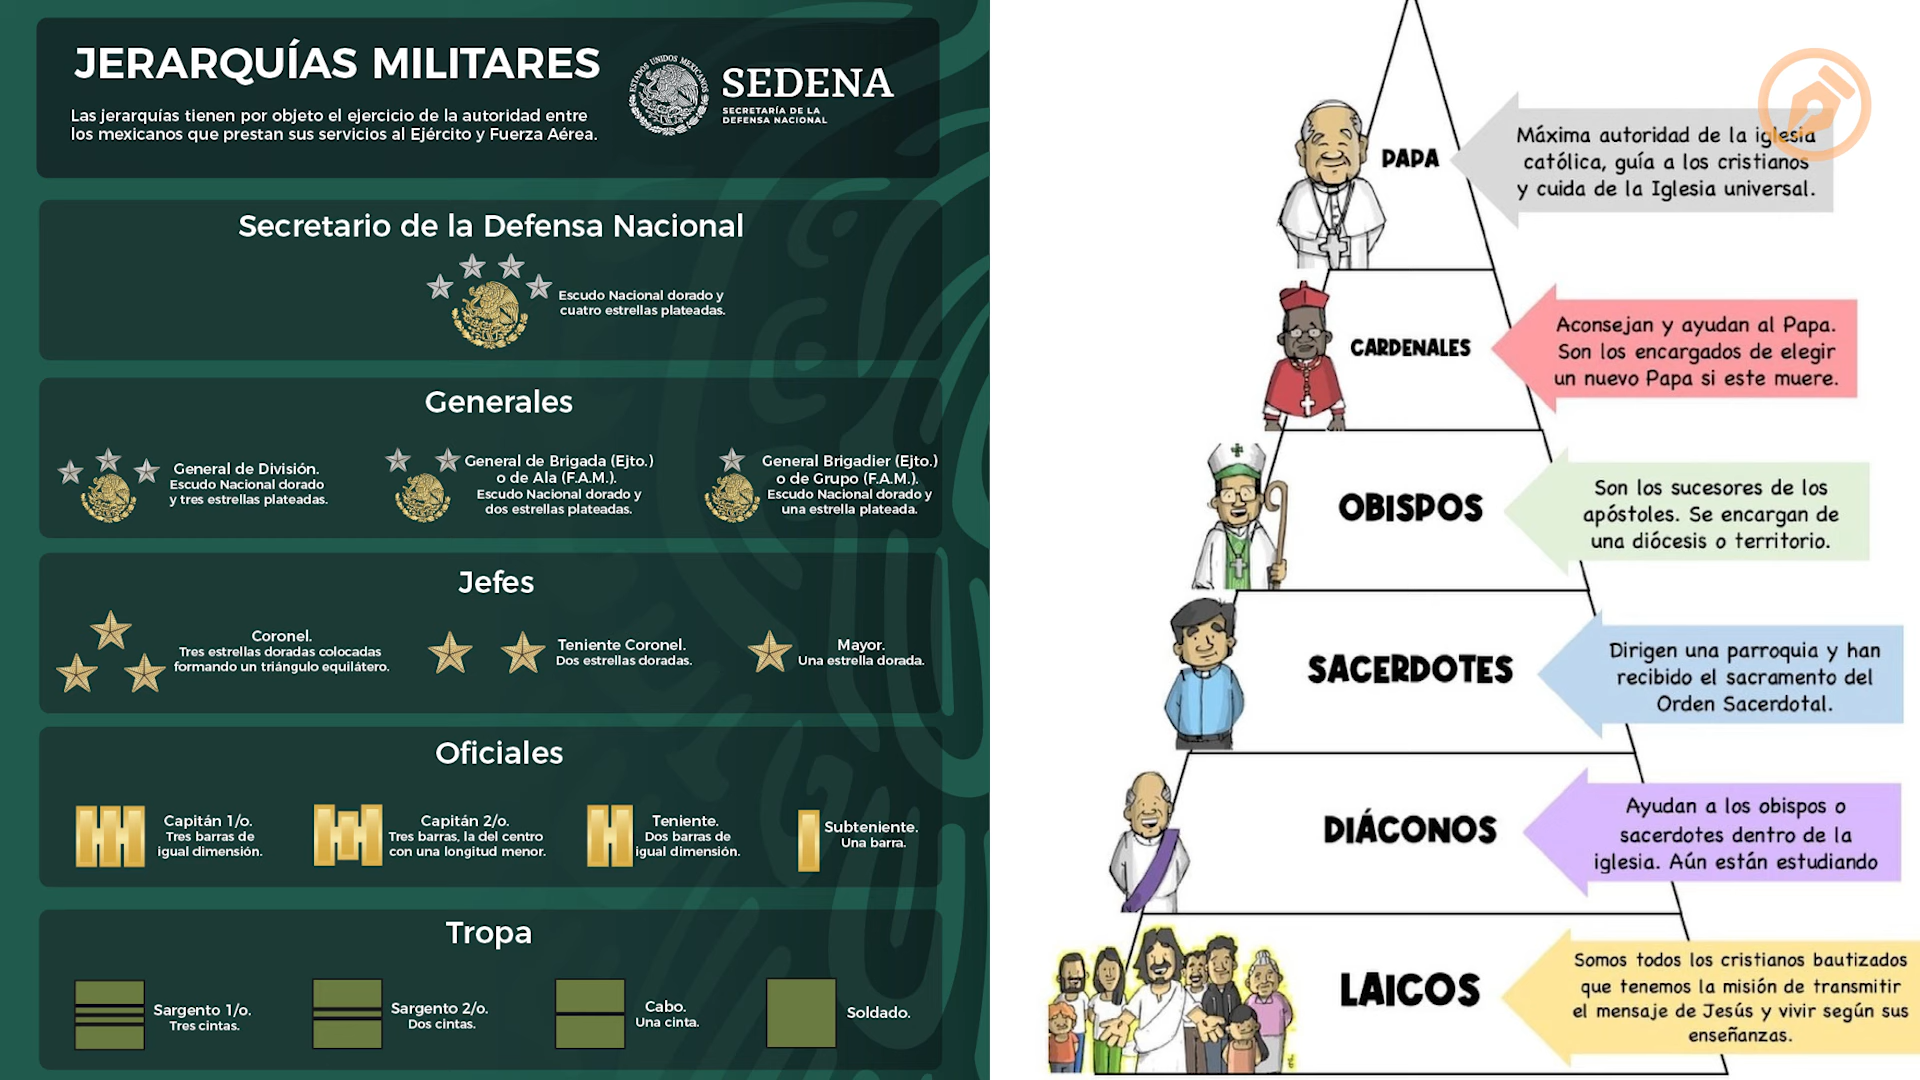 JERARQUÍAS MILITARES
Las jerarquías tienen por objeto el ejercicio de la autoridad entre
los mexicanos que prestan sus servicios al Ejército y Fuerza Aérea.
ESTADOS UNIDOS MEXICANOS
SEDENA
SECRETARÍA DE LA
DEFENSA NACIONAL
Secretario de la Defensa Nacional
Escudo Nacional dorado y
cuatro estrellas plateadas.
Generales
General de División.
Escudo Nacional dorado
y tres estrellas plateadas.
General de Brigada (Ejto.)
o de Ala (F.A.M.).
Escudo Nacional dorado y
dos estrellas plateadas.
General Brigadier (Ejto.)
o de Grupo (F.A.M.).
Escudo Nacional dorado y
una estrella plateada.
Jefes
Coronel.
Tres estrellas doradas colocadas
formando un triángulo equilátero.
Teniente Coronel.
Dos estrellas doradas.
Mayor.
Una estrella dorada.
Oficiales
Capitán 1/o.
Tres barras de
igual dimensión.
Capitán 2/o.
Tres barras, la del centro
con una longitud menor.
Teniente.
Dos barras de
igual dimensión.
Subteniente.
Una barra.
Tropa
Sargento 1/o.
Tres cintas.
Sargento 2/o.
Dos cintas.
Cabo.
Una cinta.
Soldado.
PAPA
Máxima autoridad de la iglesia
católica, guía a los cristianos
y cuida de la Iglesia universal.
CARDENALES
Aconsejan y ayudan al Papa.
Son los encargados de elegir
un nuevo Papa si este muere.
OBISPOS
Son los sucesores de los
apóstoles. Se encargan de
una diócesis o territorio.
SACERDOTES
Dirigen una parroquia y han
recibido el sacramento del
Orden Sacerdotal.
DIÁCONOS
Ayudan a los obispos o
sacerdotes dentro de la
iglesia. Aún están estudiando
LAICOS
Somos todos los cristianos bautizados
que tenemos la misión de transmitir
el mensaje de Jesús y vivir según sus
enseñanzas.